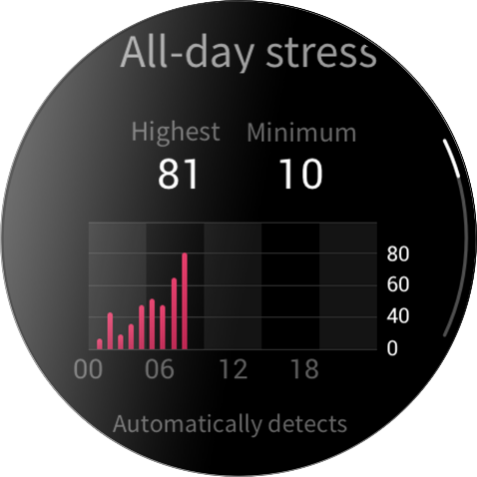 All-day stress
Highest Minimum
81 10
80
60
40
0
00 06 12 18
Automatically detects